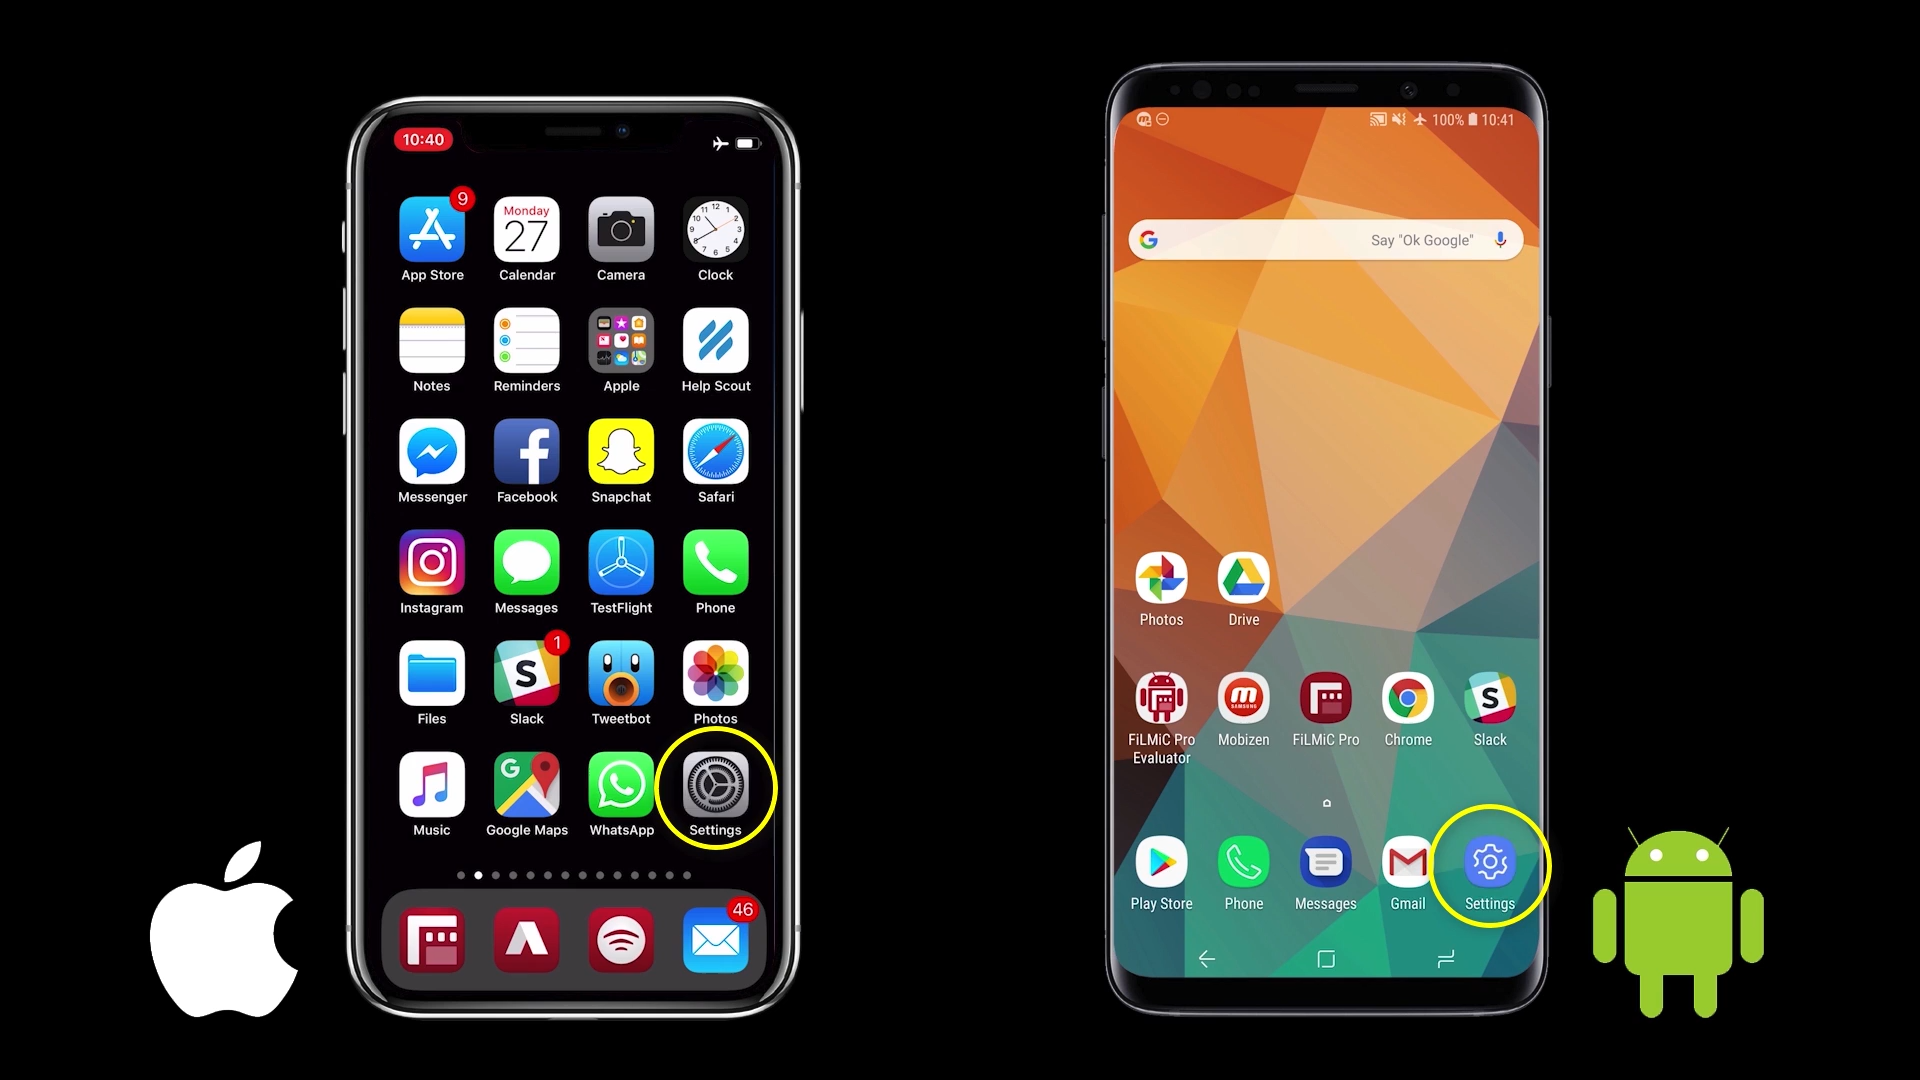 10:40
9
Monday
27
App Store
Calendar
Camera
Clock
Notes
Reminders
Apple
Help Scout
Messenger
Facebook
Snapchat
Safari
Instagram
Messages
TestFlight
Phone
1
S
Files
Slack
Tweetbot
Photos
G
Music
Google Maps
WhatsApp
Settings
46
100% 10:41
G
Say "Ok Google"
Photos
Drive
m
SAMSUNG
S
FiLMiC Pro
Evaluator
Mobizen
FiLMiC Pro
Chrome
Slack
Play Store
Phone
Messages
Gmail
Settings